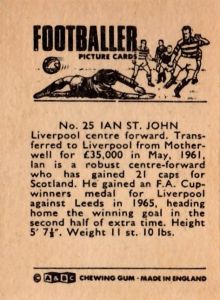 FOOTBALLER
PICTURE CARDS
No. 25 IAN ST. JOHN
Liverpool centre forward. Trans-
ferred to Liverpool from Mother-
well for £35,000 in May, 1961.
Ian is a robust centre-forward
who has gained 21 caps for
Scotland. He gained an F.A. Cup-
winners medal for Liverpool
against Leeds in 1965, heading
home the winning goal in the
second half of extra time. Height
5' 7½". Weight 11 st. 10 lbs.
© A&BC CHEWING GUM - MADE IN ENGLAND